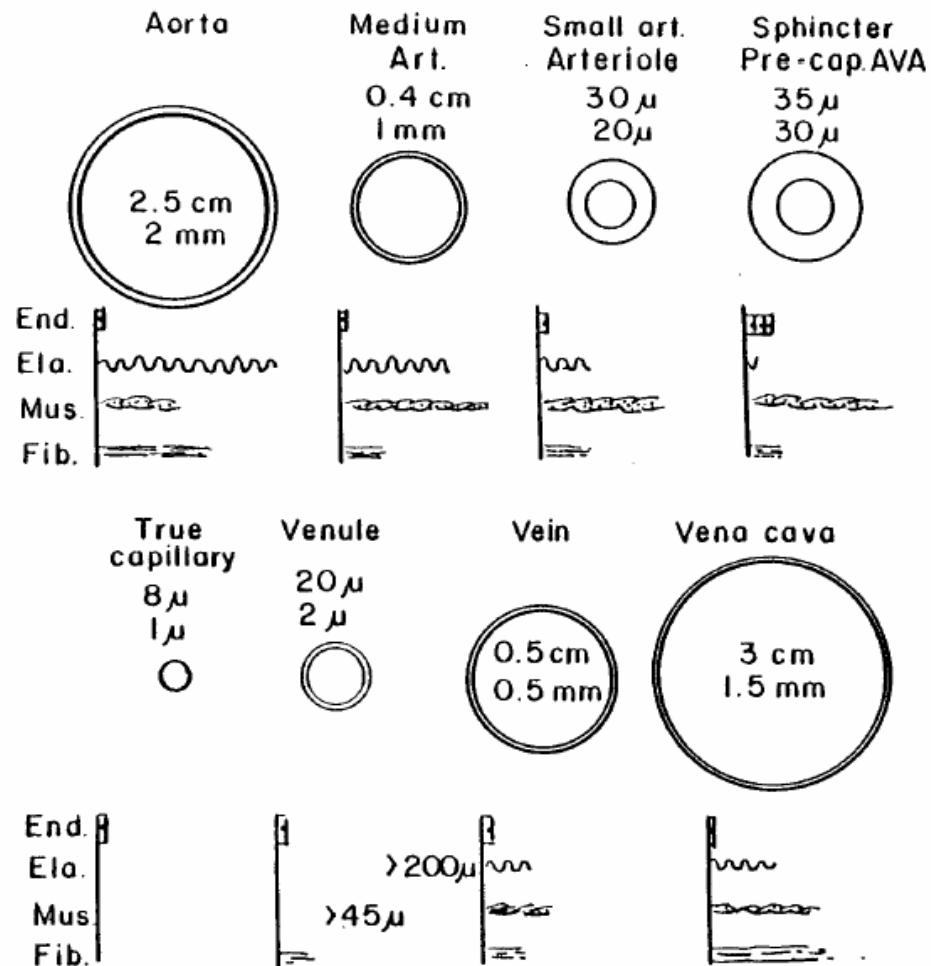 Aorta
Medium
Art.
0.4 cm
1 mm
Small art.
Arteriole
30 μ
20μ
Sphincter
Pre-cap. AVA
35 μ
30 μ
2.5 cm
2 mm
End.
Ela.
Mus.
Fib.
True
capillary
8 μ
1 μ
Venule
20 μ
2 μ
Vein
0.5 cm
0.5 mm
Vena cava
3 cm
1.5 mm
End.
Ela. >200μ
Mus. >45μ
Fib.